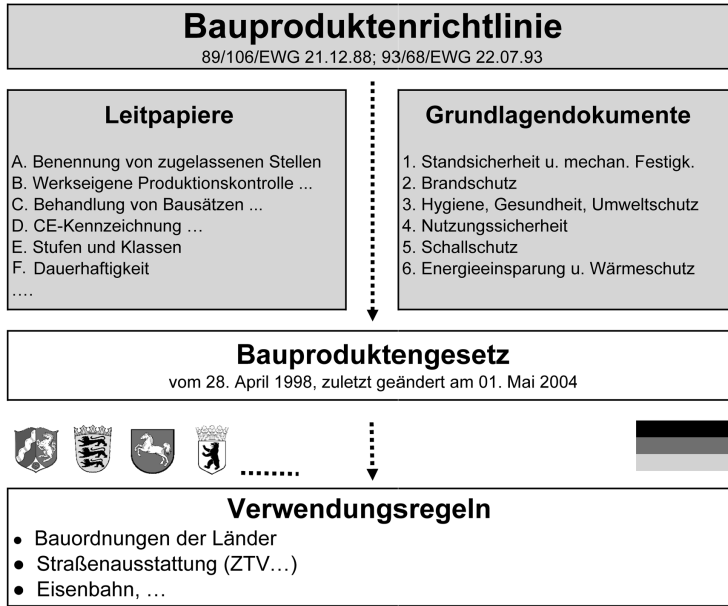 Bauproduktenrichtlinie
89/106/EWG 21.12.88; 93/68/EWG 22.07.93
Leitpapiere
A. Benennung von zugelassenen Stellen
B. Werkseigene Produktionskontrolle ...
C. Behandlung von Bausätzen ...
D. CE-Kennzeichnung …
E. Stufen und Klassen
F. Dauerhaftigkeit
….
Grundlagendokumente
1. Standsicherheit u. mechan. Festigk.
2. Brandschutz
3. Hygiene, Gesundheit, Umweltschutz
4. Nutzungssicherheit
5. Schallschutz
6. Energieeinsparung u. Wärmeschutz
Bauproduktengesetz
vom 28. April 1998, zuletzt geändert am 01. Mai 2004
Verwendungsregeln
● Bauordnungen der Länder
● Straßenausstattung (ZTV…)
● Eisenbahn, …